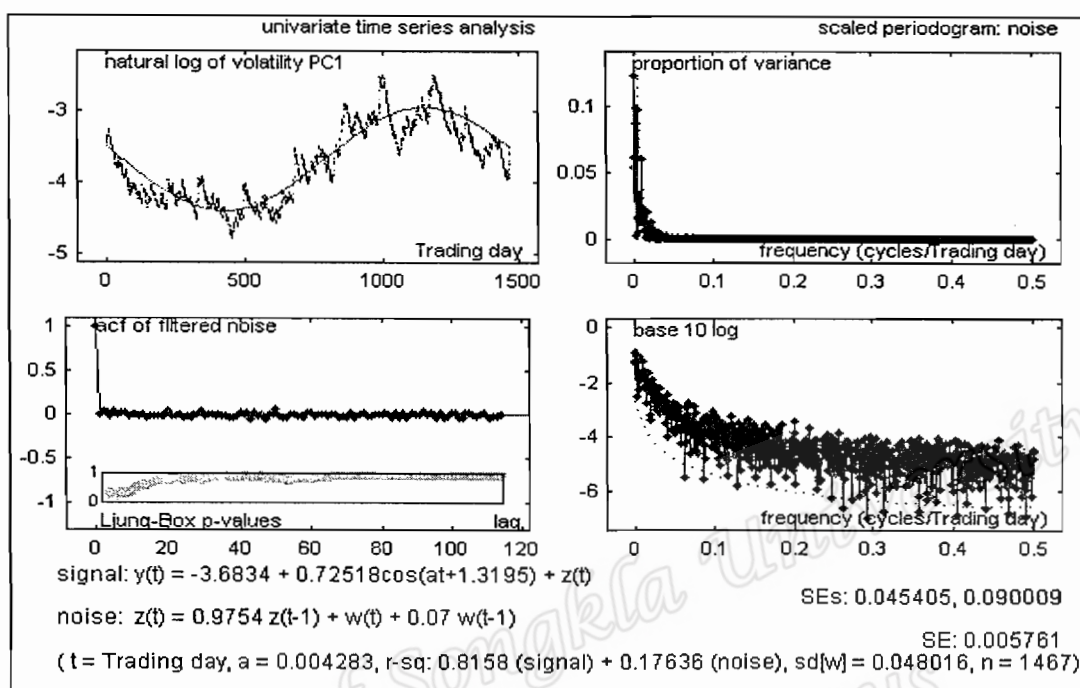 univariate time series analysis
scaled periodogram: noise
natural log of volatility PC1
-3
-4
-5
Trading day
0 500 1000 1500
proportion of variance
0.1
0.05
0
frequency (cycles/Trading day)
0 0.1 0.2 0.3 0.4 0.5
acf of filtered noise
1
0.5
0
-0.5
-1
1
0
Ljung-Box p-values
lag
0 20 40 60 80 100 120
base 10 log
0
-2
-4
-6
frequency (cycles/Trading day)
0 0.1 0.2 0.3 0.4 0.5
signal: y(t) = -3.6834 + 0.72518cos(at+1.3195) + z(t)
SEs: 0.045405, 0.090009
noise: z(t) = 0.9754 z(t-1) + w(t) + 0.07 w(t-1)
SE: 0.005761
( t = Trading day, a = 0.004283, r-sq: 0.8158 (signal) + 0.17636 (noise), sd[w] = 0.048016, n = 1467)
of Songkla University